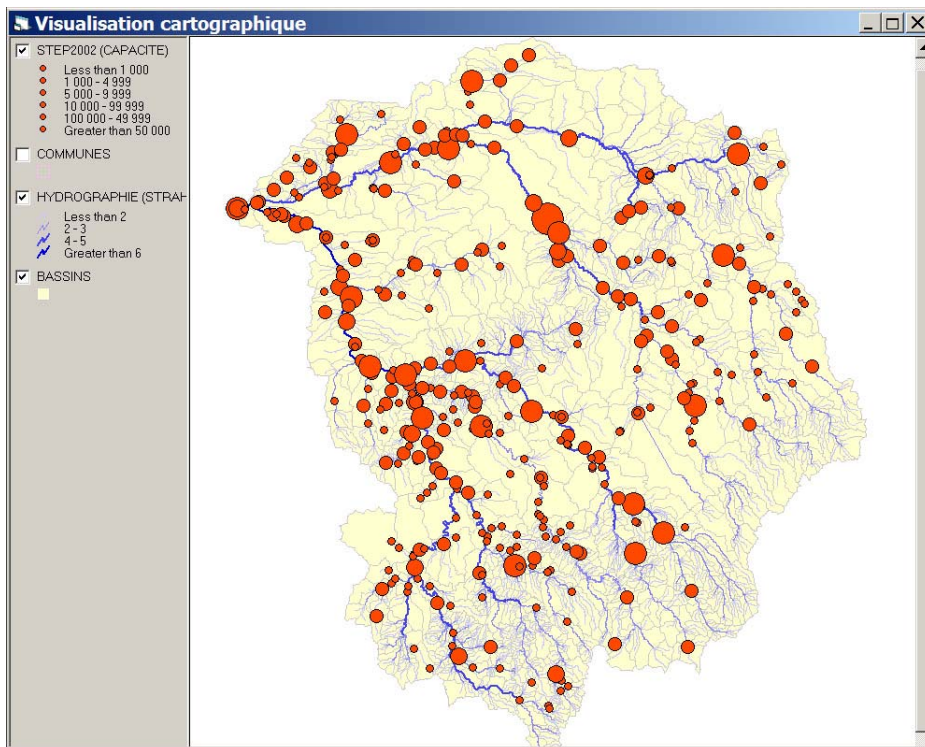 Visualisation cartographique
STEP2002 (CAPACITE)
Less than 1 000
1 000 - 4 999
5 000 - 9 999
10 000 - 99 999
100 000 - 49 999
Greater than 50 000
COMMUNES
HYDROGRAPHIE (STRAH
Less than 2
2 - 3
4 - 5
Greater than 6
BASSINS